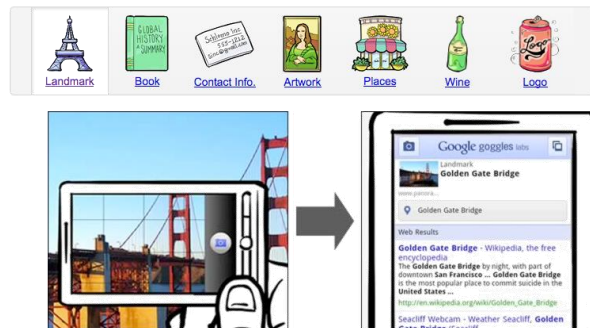 GLOBAL
HISTORY
A SUMMARY
555-1212
Logo
Landmark
Book
Contact Info.
Artwork
Places
Wine
Logo
Google goggles labs
Landmark
Golden Gate Bridge
Golden Gate Bridge
Web Results
Golden Gate Bridge - Wikipedia, the free
encyclopedia
The Golden Gate Bridge by night, with part of
downtown San Francisco ... Golden Gate Bridge
is the most popular place to commit suicide in the
United States ...
http://en.wikipedia.org/wiki/Golden_Gate_Bridge
Seacliff Webcam - Weather Seacliff, Golden
Gate Bridge